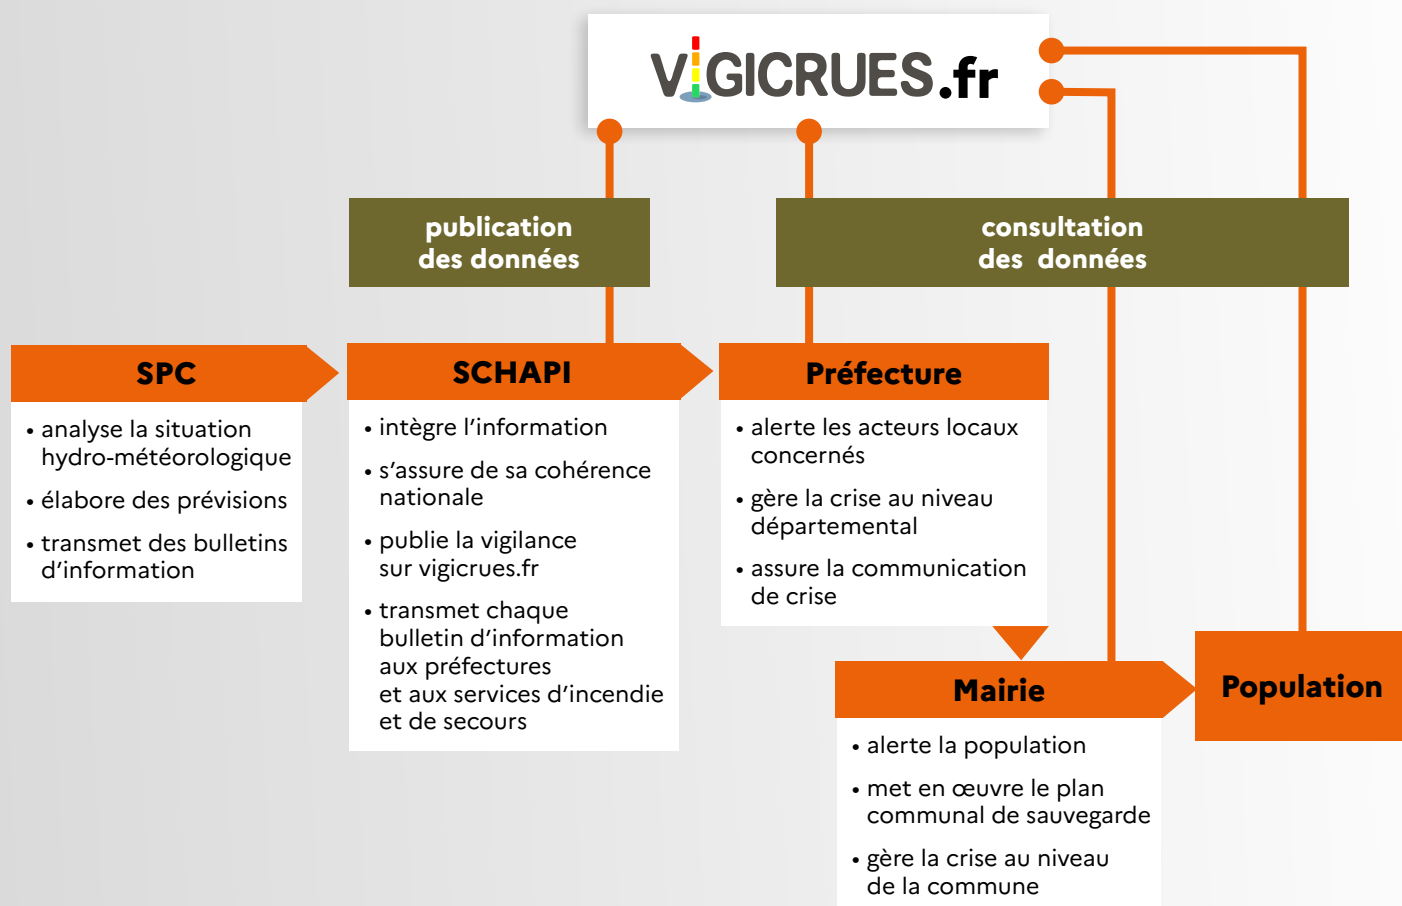 VIGICRUES.fr
publication
des données
consultation
des données
SPC
• analyse la situation
hydro-météorologique
• élabore des prévisions
• transmet des bulletins
d’information
SCHAPI
• intègre l’information
• s’assure de sa cohérence
nationale
• publie la vigilance
sur vigicrues.fr
• transmet chaque
bulletin d’information
aux préfectures
et aux services d’incendie
et de secours
Préfecture
• alerte les acteurs locaux
concernés
• gère la crise au niveau
départemental
• assure la communication
de crise
Mairie
• alerte la population
• met en œuvre le plan
communal de sauvegarde
• gère la crise au niveau
de la commune
Population